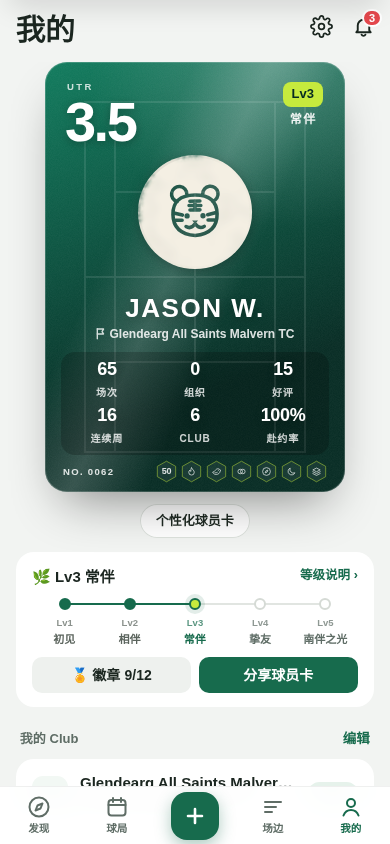 我的
3
UTR
3.5
Lv3
常伴
JASON W.
Glendearg All Saints Malvern TC
65 0 15
场次 组织 好评
16 6 100%
连续周 CLUB 赴约率
NO. 0062 50
个性化球员卡
🌿 Lv3 常伴 等级说明 ›
Lv1 Lv2 Lv3 Lv4 Lv5
初见 相伴 常伴 挚友 南伴之光
🏅 徽章 9/12 分享球员卡
我的 Club 编辑
Glendearg All Saints Malver…
发现 球局 场边 我的